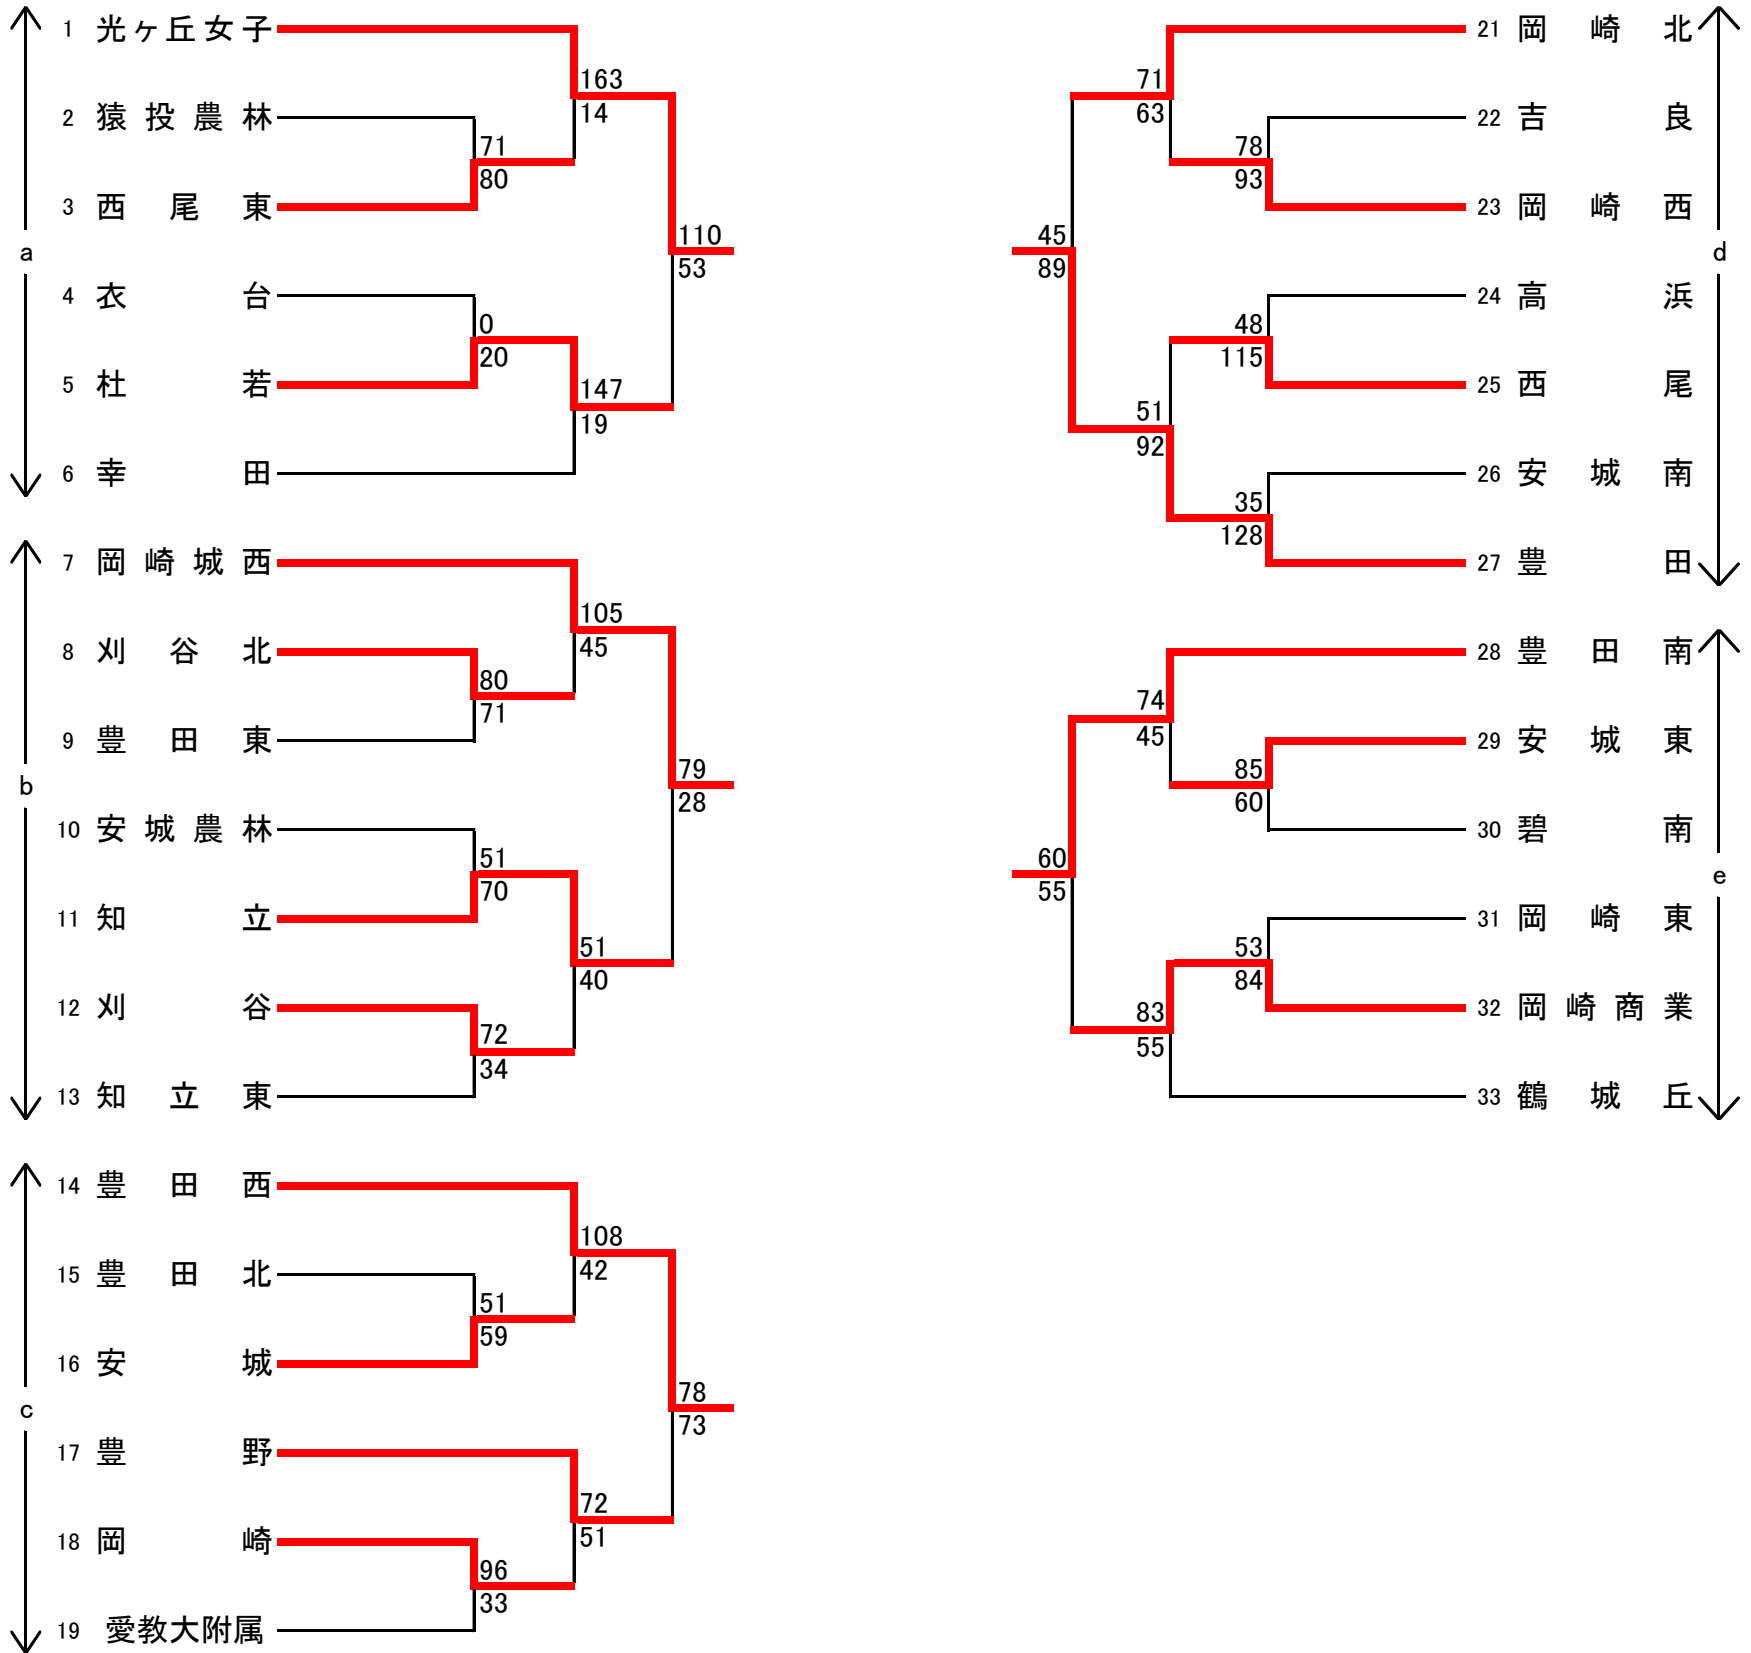 1 光ヶ丘女子
163
14
2 猿投農林
71
80
3 西尾東
110
53
a
4 衣台
0
20
5 杜若
147
19
6 幸田
7 岡崎城西
105
45
8 刈谷北
80
71
9 豊田東
79
28
b
10 安城農林
51
70
11 知立
51
40
12 刈谷
72
34
13 知立東
14 豊田西
108
42
15 豊田北
51
59
16 安城
78
73
c
17 豊野
72
51
18 岡崎
96
33
19 愛教大附属
21 岡崎北
71
63
22 吉良
78
93
23 岡崎西
45
89
d
24 高浜
48
115
25 西尾
51
92
26 安城南
35
128
27 豊田
28 豊田南
74
45
29 安城東
85
60
30 碧南
60
55
e
31 岡崎東
53
84
32 岡崎商業
83
55
33 鶴城丘